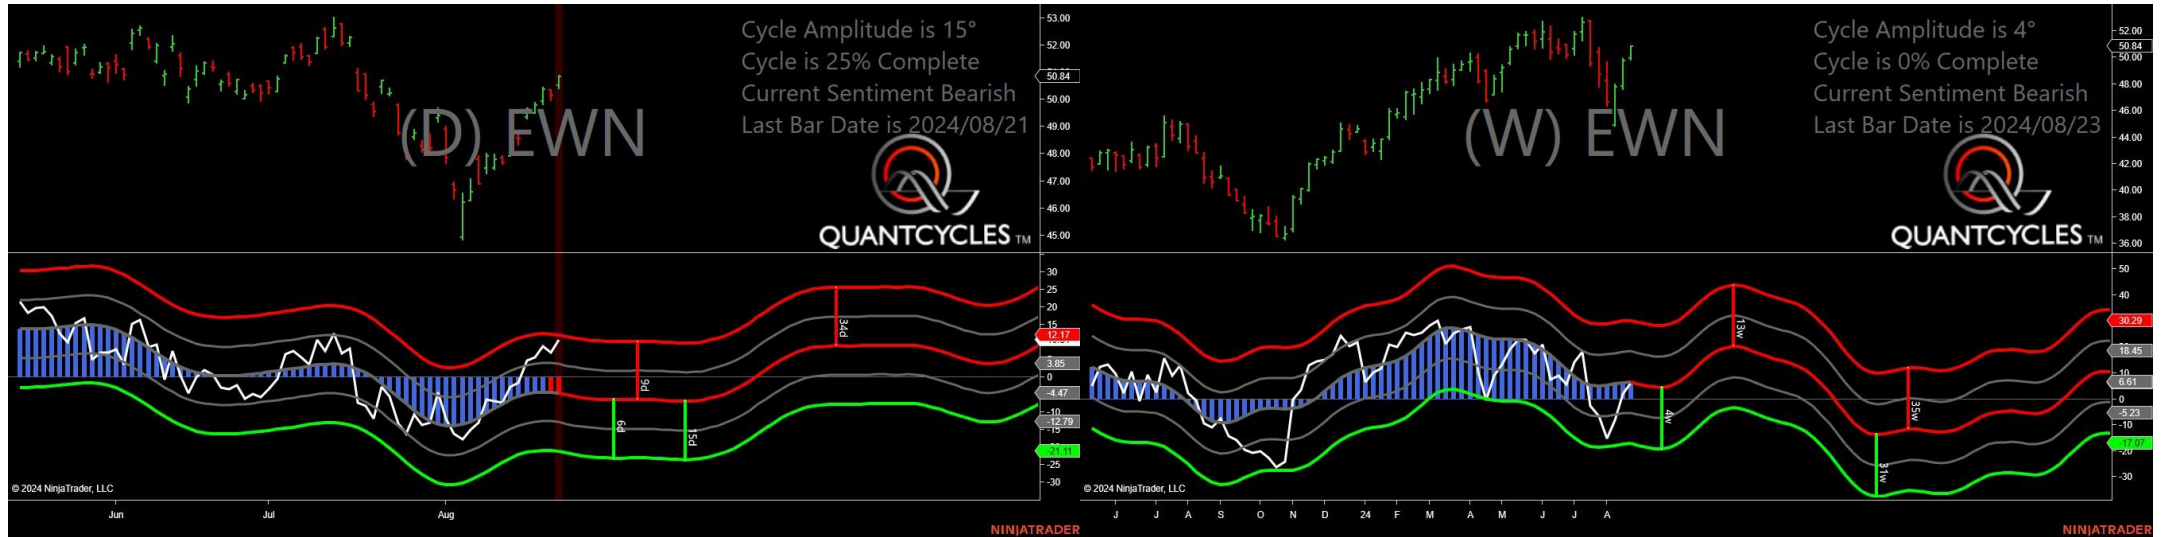 Cycle Amplitude is 15°
Cycle is 25% Complete
Current Sentiment Bearish
Last Bar Date is 2024/08/21
(D) EWN
QUANTCYCLES TM
53.00
52.00
50.84
50.00
49.00
48.00
47.00
46.00
45.00
30
25
20
15
12.17
3.85
0
-4.47
-10
-12.79
-21.11
-25
-30
9d
6d
15d
34d
© 2024 NinjaTrader, LLC
Jun Jul Aug
NINJATRADER
Cycle Amplitude is 4°
Cycle is 0% Complete
Current Sentiment Bearish
Last Bar Date is 2024/08/23
(W) EWN
QUANTCYCLES TM
52.00
50.84
50.00
48.00
46.00
44.00
42.00
40.00
38.00
36.00
50
40
30.29
18.45
10
6.61
0
-5.23
-10
-17.07
-20
-30
4w
13w
31w
35w
© 2024 NinjaTrader, LLC
J J A S O N D 24 F M A M J J A
NINJATRADER